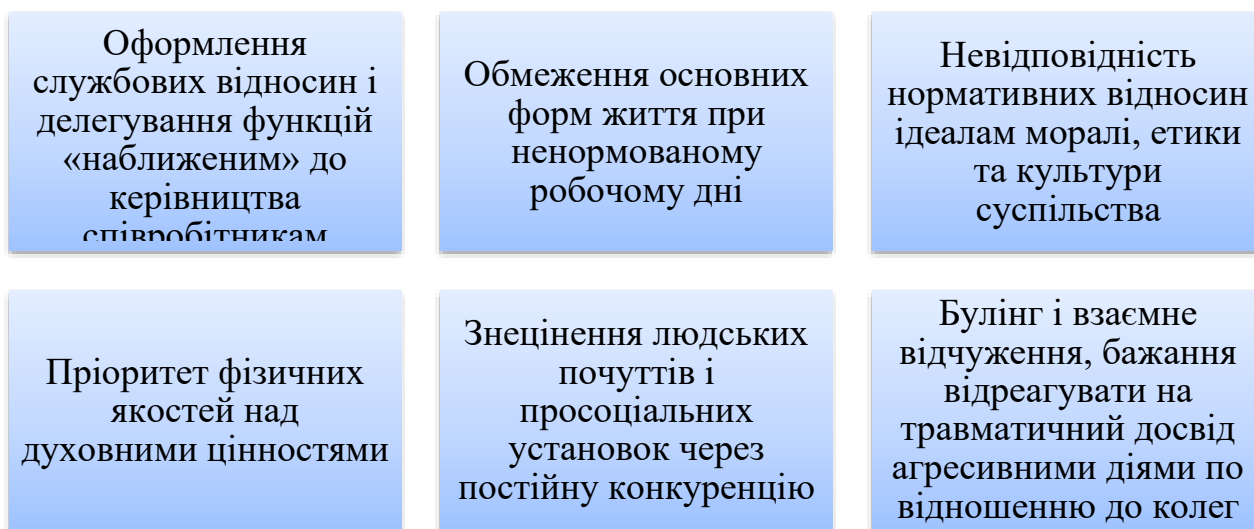 Оформлення
службових відносин і
делегування функцій
«наближеним» до
керівництва
співробітникам
Обмеження основних
форм життя при
ненормованому
робочому дні
Невідповідність
нормативних відносин
ідеалам моралі, етики
та культури
суспільства
Пріоритет фізичних
якостей над
духовними цінностями
Знецінення людських
почуттів і
просоціальних
установок через
постійну конкуренцію
Булінг і взаємне
відчуження, бажання
відреагувати на
травматичний досвід
агресивними діями по
відношенню до колег